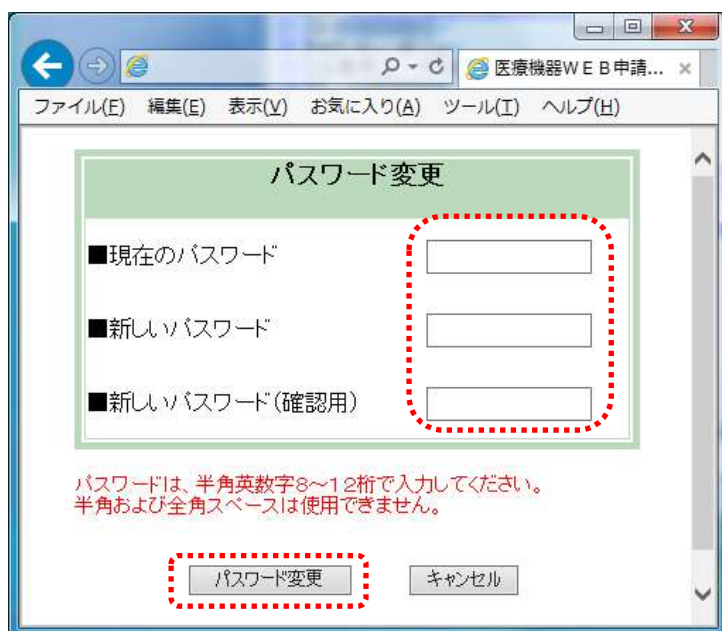 医療機器ＷＥＢ申請...
ファイル(F) 編集(E) 表示(V) お気に入り(A) ツール(T) ヘルプ(H)
パスワード変更
■現在のパスワード
■新しいパスワード
■新しいパスワード(確認用)
パスワードは、半角英数字８～１２桁で入力してください。
半角および全角スペースは使用できません。
パスワード変更 キャンセル